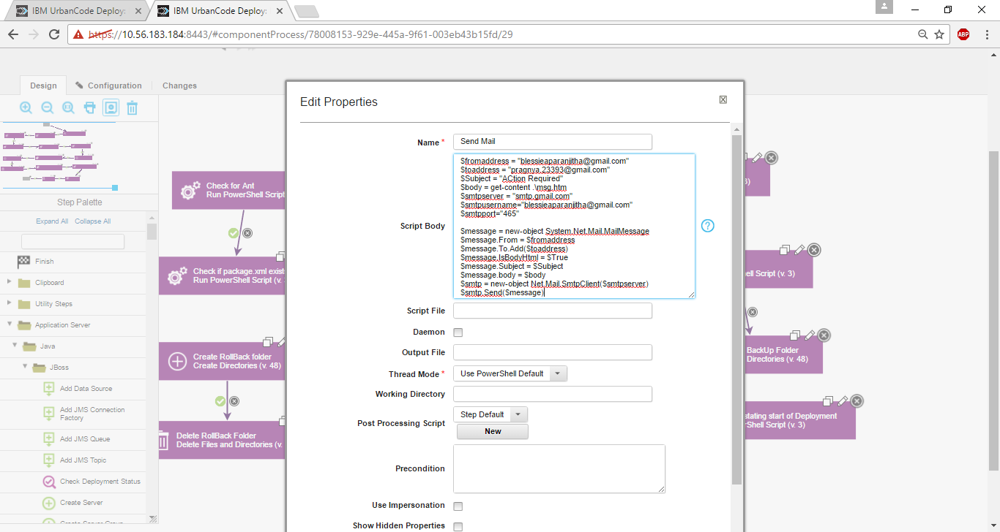 IBM UrbanCode Deploy:
IBM UrbanCode Deploy:
https://10.56.183.184:8443/#componentProcess/78008153-929e-445a-9f61-003eb43b15fd/29
ABP
Design
Configuration
Changes
Step Palette
Expand All Collapse All
Finish
Clipboard
Utility Steps
Application Server
Java
JBoss
Add Data Source
Add JMS Connection
Factory
Add JMS Queue
Add JMS Topic
Check Deployment Status
Create Server
Create Server Group
Check for Ant
Run PowerShell Script
Check if package.xml exist
Run PowerShell Script (v.
Create RollBack folder
Create Directories (v. 48)
Delete RollBack Folder
Delete Files and Directories (v.
Edit Properties
Name *
Send Mail
Script Body
$fromaddress = "blessieaparanjitha@gmail.com"
$toaddress = "pragnya.23393@gmail.com"
$Subject = "ACtion Required"
$body = get-content .\msg.htm
$smtpserver = "smtp.gmail.com"
$smtpusername="blessieaparanjitha@gmail.com"
$smtpport="465"
$message = new-object System.Net.Mail.MailMessage
$message.From = $fromaddress
$message.To.Add($toaddress)
$message.IsBodyHtml = $True
$message.Subject = $Subject
$message.body = $body
$smtp = new-object Net.Mail.SmtpClient($smtpserver)
$smtp.Send($message)
?
Script File
Daemon
Output File
Thread Mode *
Use PowerShell Default
Working Directory
Post Processing Script
Step Default
New
Precondition
Use Impersonation
Show Hidden Properties
3)
ell Script (v. 3)
BackUp Folder
Directories (v. 48)
stating start of Deployment
rShell Script (v. 3)